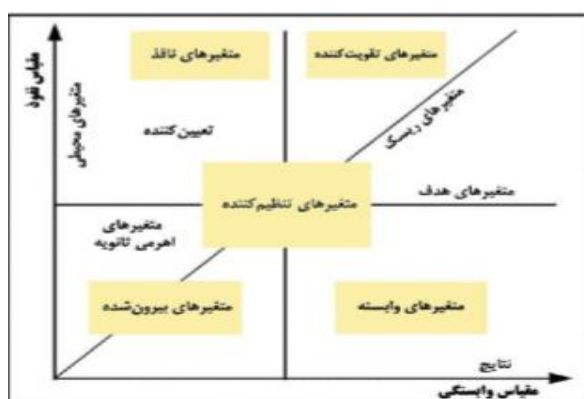 متغیرهای نافذ
متغیرهای تقویت‌کننده
مقیاس نفوذ
متغیرهای محیطی
تعیین‌کننده
متغیرهای ریسک
متغیرهای تنظیم‌کننده
متغیرهای هدف
متغیرهای
اهرمی ثانویه
متغیرهای بیرون‌شده
متغیرهای وابسته
نتایج
مقیاس وابستگی